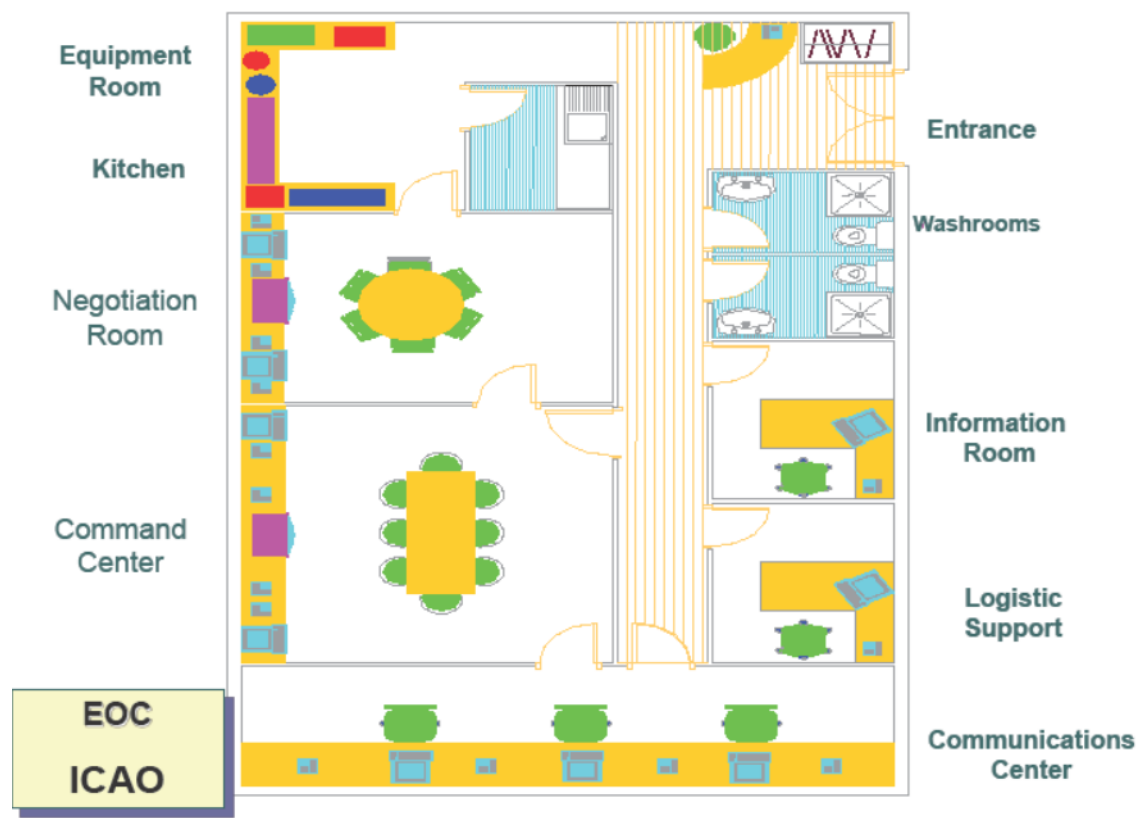 Equipment
Room
Kitchen
Negotiation
Room
Command
Center
EOC
ICAO
Entrance
Washrooms
Information
Room
Logistic
Support
Communications
Center